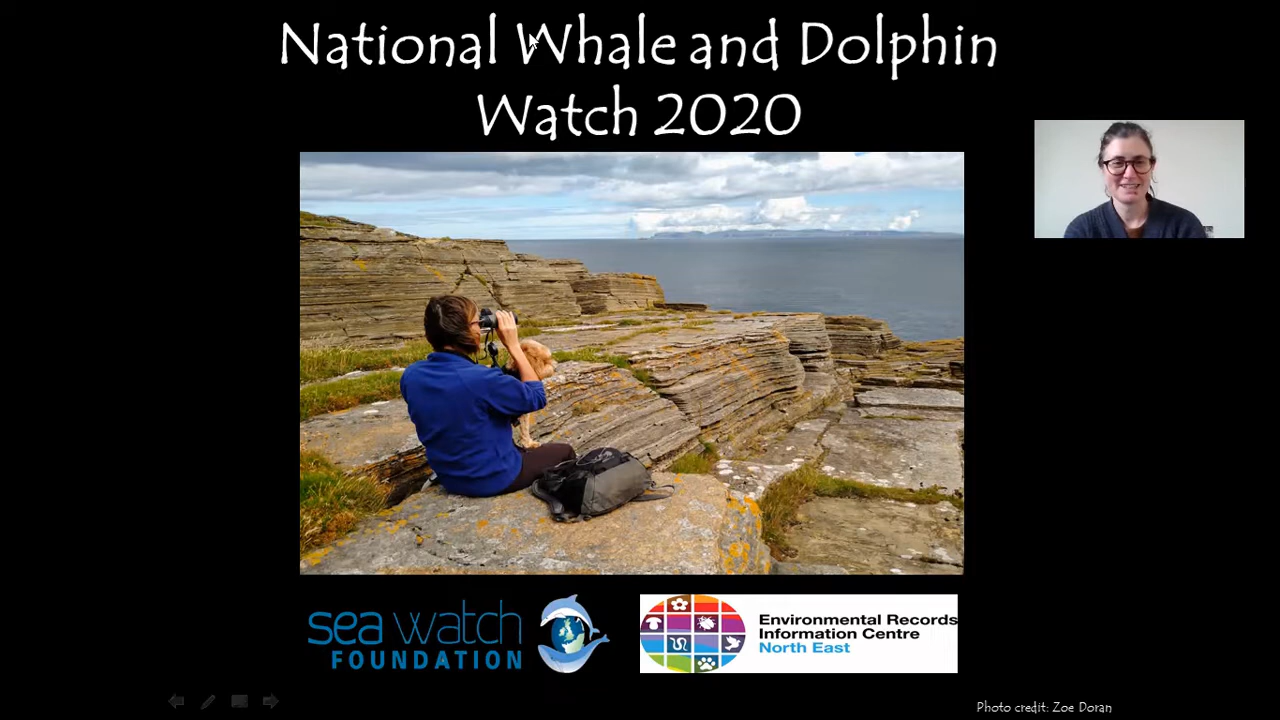 National Whale and Dolphin
Watch 2020
sea watch
FOUNDATION
Environmental Records
Information Centre
North East
Photo credit: Zoe Doran